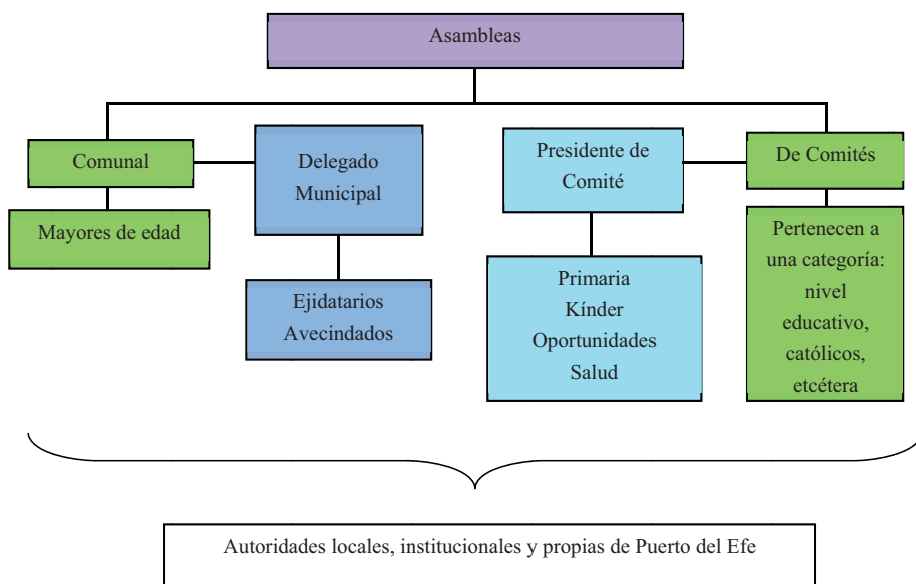 Asambleas
Comunal
Delegado
Municipal
Presidente de
Comité
De Comités
Mayores de edad
Ejidatarios
Avecindados
Primaria
Kínder
Oportunidades
Salud
Pertenecen a
una categoría:
nivel
educativo,
católicos,
etcétera
Autoridades locales, institucionales y propias de Puerto del Efe